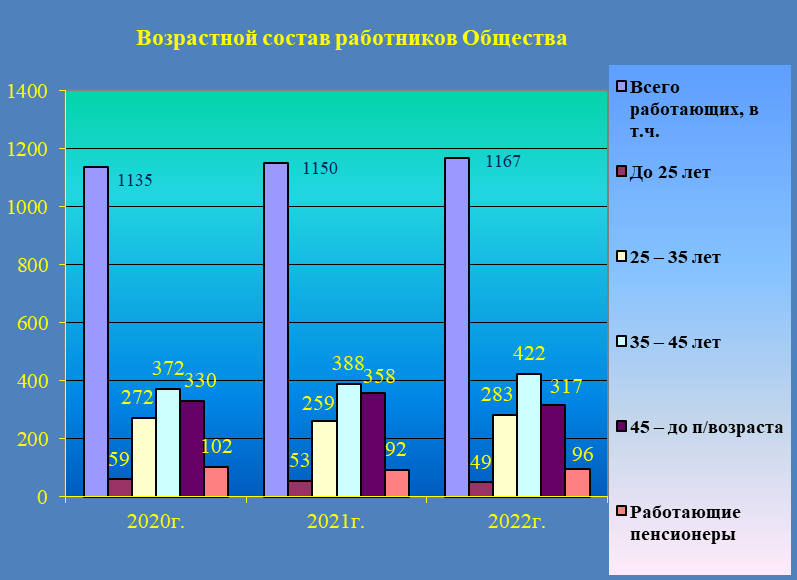 Возрастной состав работников Общества
1400
1200
1000
800
600
400
200
0
1135
59
272
372
330
102
1150
53
259
388
358
92
1167
49
283
422
317
96
2020г.
2021г.
2022г.
Всего
работающих, в
т.ч.
До 25 лет
25 – 35 лет
35 – 45 лет
45 – до п/возраста
Работающие
пенсионеры